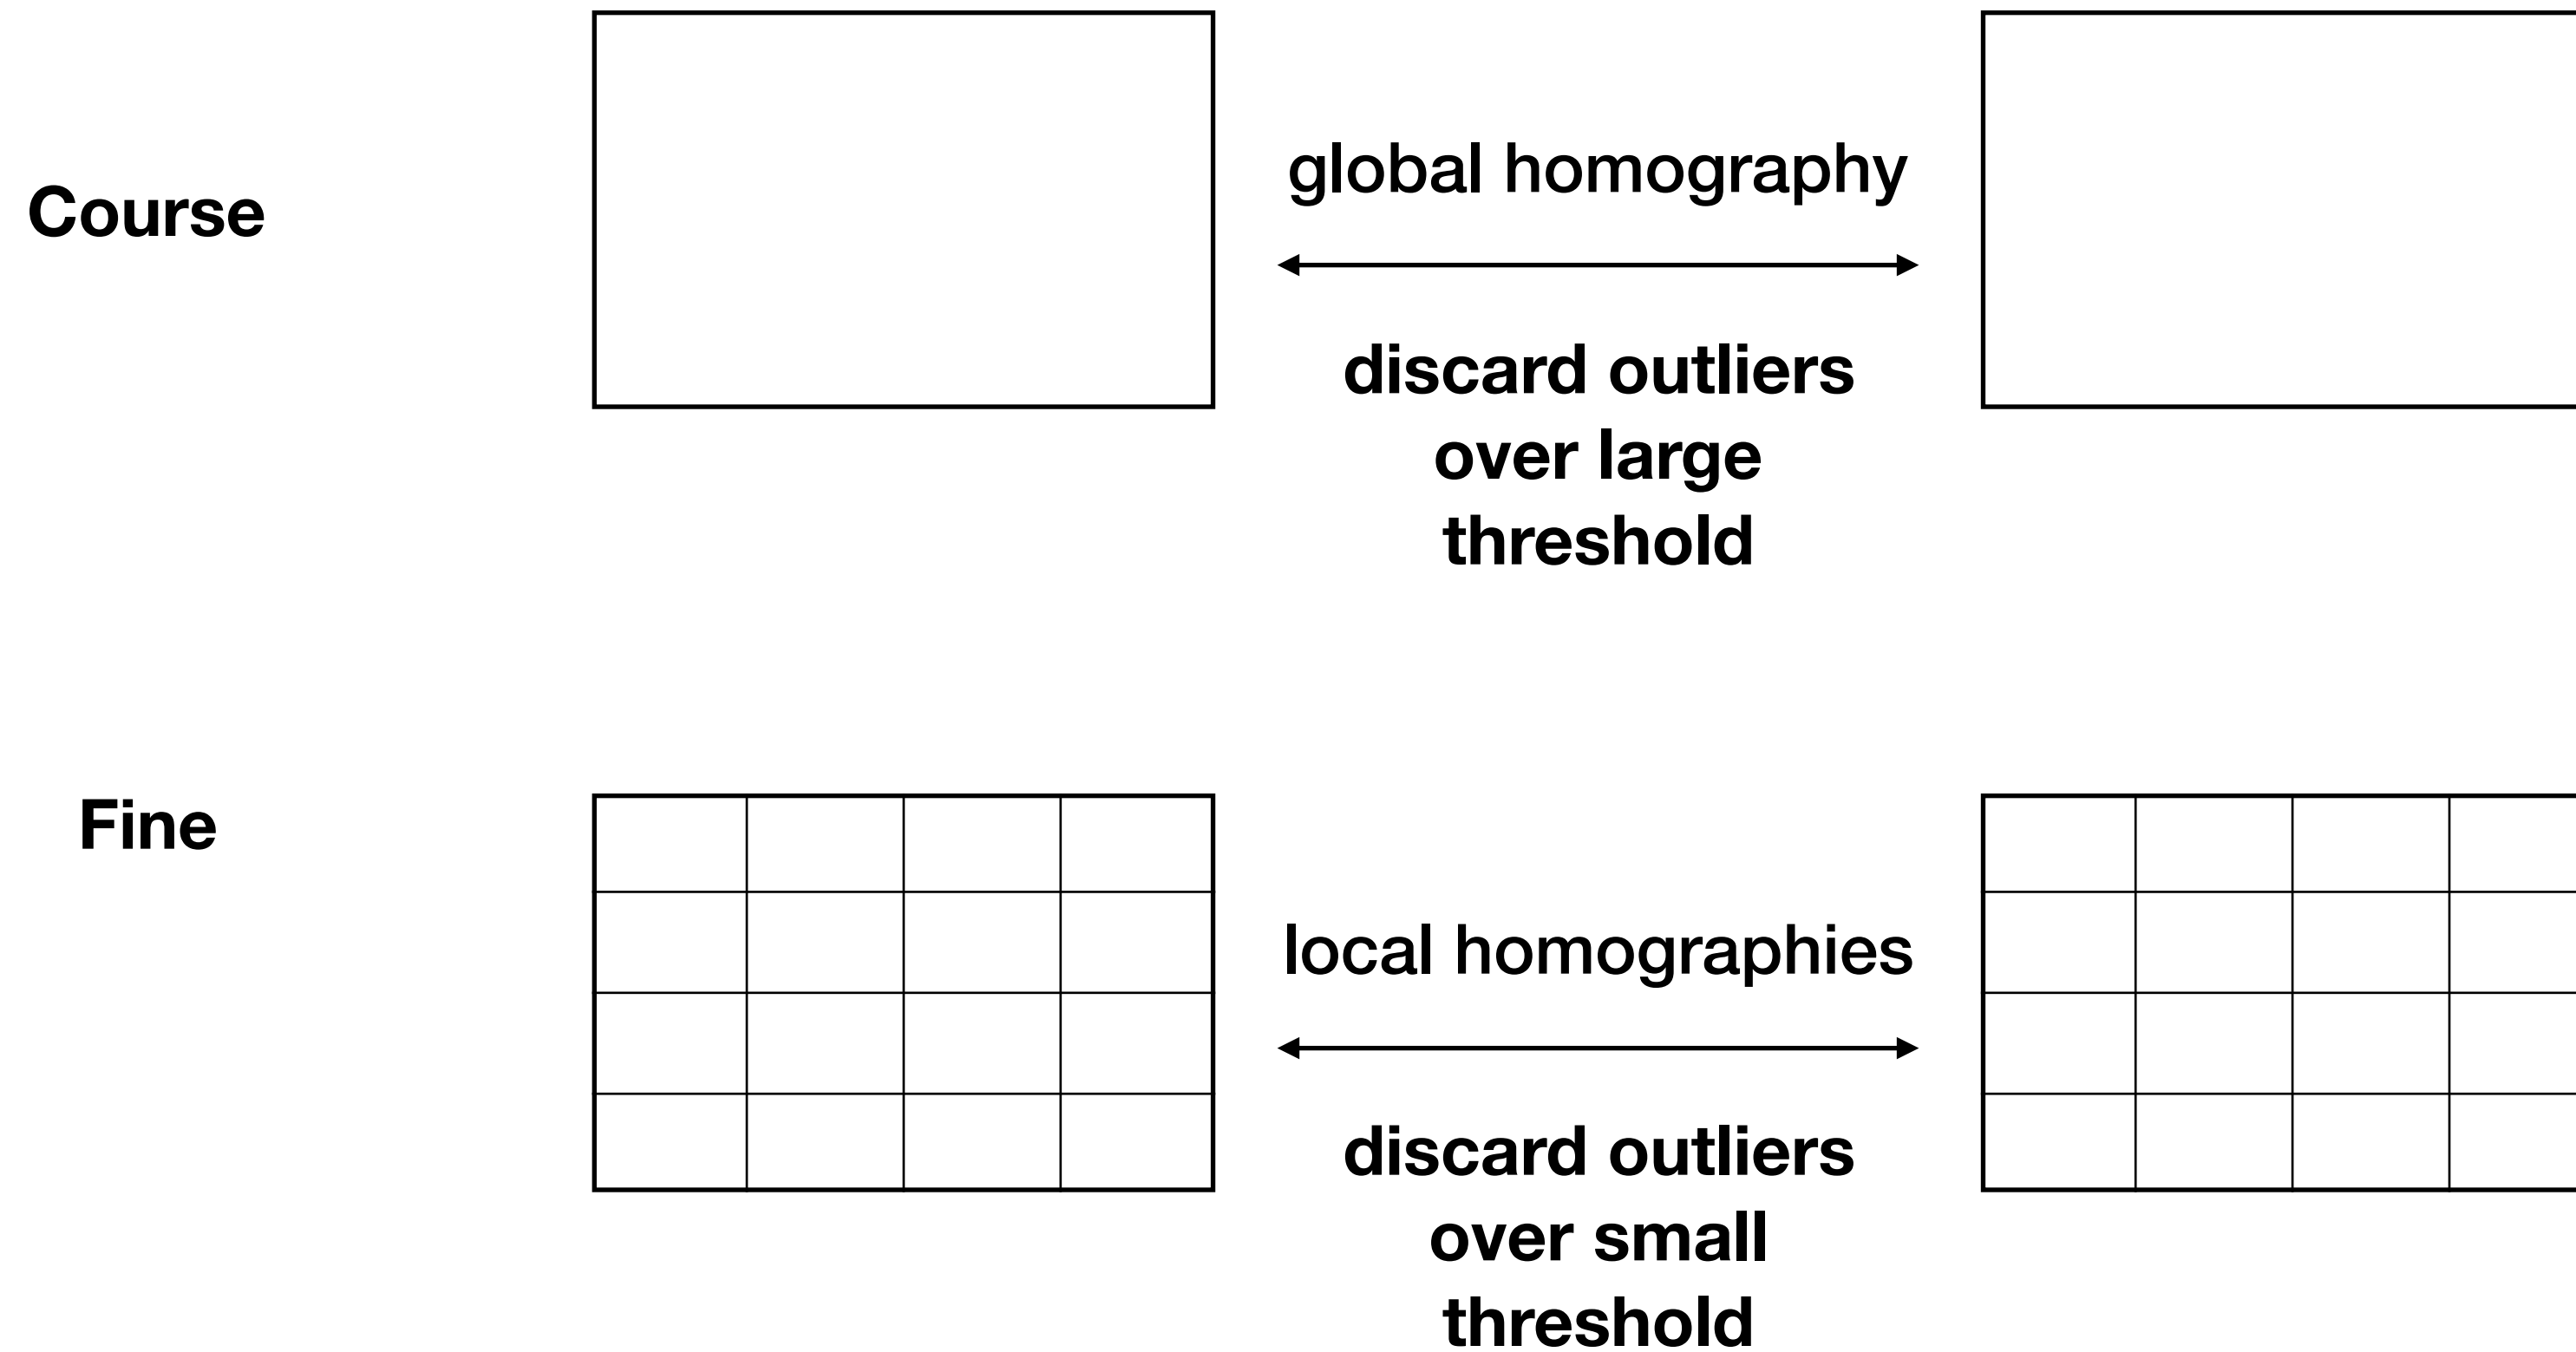 Course
global homography
discard outliers
over large
threshold
Fine
local homographies
discard outliers
over small
threshold